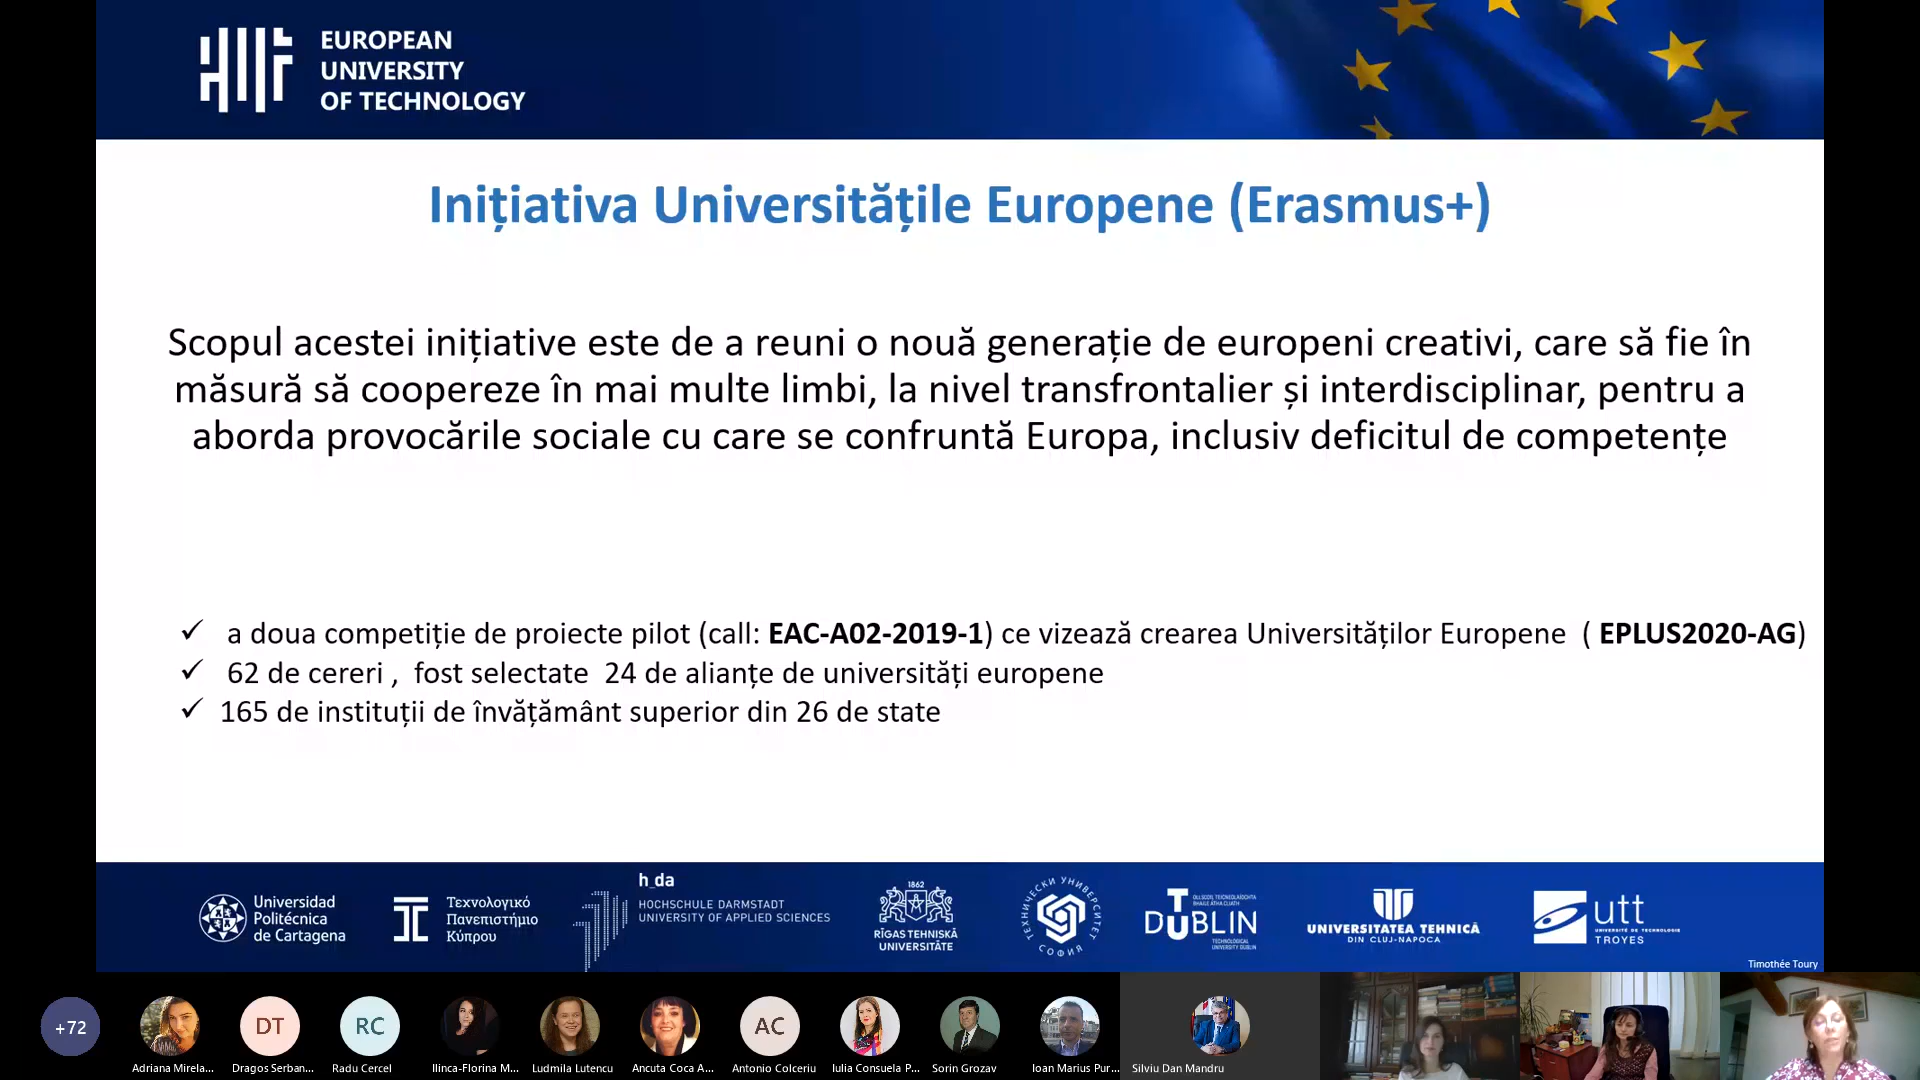 EUROPEAN
UNIVERSITY
OF TECHNOLOGY
Inițiativa Universitățile Europene (Erasmus+)
Scopul acestei inițiative este de a reuni o nouă generație de europeni creativi, care să fie în
măsură să coopereze în mai multe limbi, la nivel transfrontalier și interdisciplinar, pentru a
aborda provocările sociale cu care se confruntă Europa, inclusiv deficitul de competențe
✓ a doua competiție de proiecte pilot (call: EAC-A02-2019-1) ce vizează crearea Universităților Europene ( EPLUS2020-AG)
✓ 62 de cereri , fost selectate 24 de alianțe de universități europene
✓ 165 de instituții de învățământ superior din 26 de state
Universidad
Politécnica
de Cartagena
Τεχνολογικό
Πανεπιστήμιο
Κύπρου
h_da
HOCHSCHULE DARMSTADT
UNIVERSITY OF APPLIED SCIENCES
1862
RĪGAS TEHNISKĀ
UNIVERSITĀTE
ТЕХНИЧЕСКИ УНИВЕРСИТЕТ
СОФИЯ
OLLSCOIL TEICNEOLAÍOCHTA
BHAILE ÁTHA CLIATH
DUBLIN
TECHNOLOGICAL
UNIVERSITY DUBLIN
UNIVERSITATEA TEHNICĂ
DIN CLUJ-NAPOCA
utt
UNIVERSITÉ DE TECHNOLOGIE
TROYES
Timothée Toury
+72
DT
RC
AC
Adriana Mirela...
Dragos Serban...
Radu Cercel
Ilinca-Florina M...
Ludmila Lutencu
Ancuta Coca A...
Antonio Colceriu
Iulia Consuela P...
Sorin Grozav
Ioan Marius Pur...
Silviu Dan Mandru